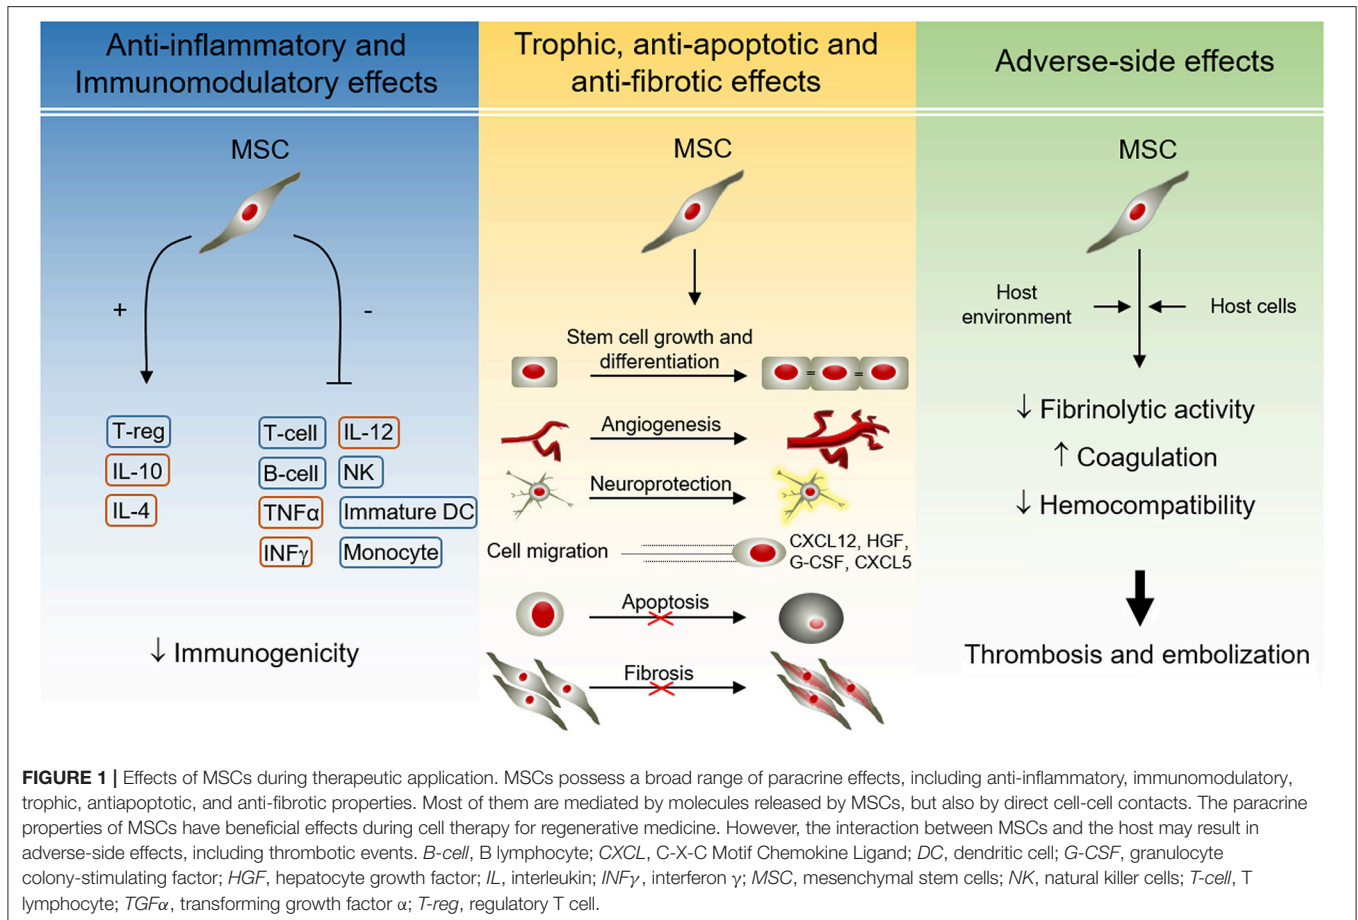 Anti-inflammatory and
Immunomodulatory effects
MSC
+
-
T-reg
IL-10
IL-4
T-cell
IL-12
B-cell
NK
TNFα
Immature DC
INFγ
Monocyte
↓ Immunogenicity
Trophic, anti-apoptotic and
anti-fibrotic effects
MSC
Stem cell growth and
differentiation
= =
Angiogenesis
Neuroprotection
Cell migration
CXCL12, HGF,
G-CSF, CXCL5
Apoptosis
Fibrosis
Adverse-side effects
MSC
Host
environment
Host cells
↓ Fibrinolytic activity
↑ Coagulation
↓ Hemocompatibility
Thrombosis and embolization
FIGURE 1 | Effects of MSCs during therapeutic application. MSCs possess a broad range of paracrine effects, including anti-inflammatory, immunomodulatory,
trophic, antiapoptotic, and anti-fibrotic properties. Most of them are mediated by molecules released by MSCs, but also by direct cell-cell contacts. The paracrine
properties of MSCs have beneficial effects during cell therapy for regenerative medicine. However, the interaction between MSCs and the host may result in
adverse-side effects, including thrombotic events. B-cell, B lymphocyte; CXCL, C-X-C Motif Chemokine Ligand; DC, dendritic cell; G-CSF, granulocyte
colony-stimulating factor; HGF, hepatocyte growth factor; IL, interleukin; INFγ, interferon γ; MSC, mesenchymal stem cells; NK, natural killer cells; T-cell, T
lymphocyte; TGFα, transforming growth factor α; T-reg, regulatory T cell.